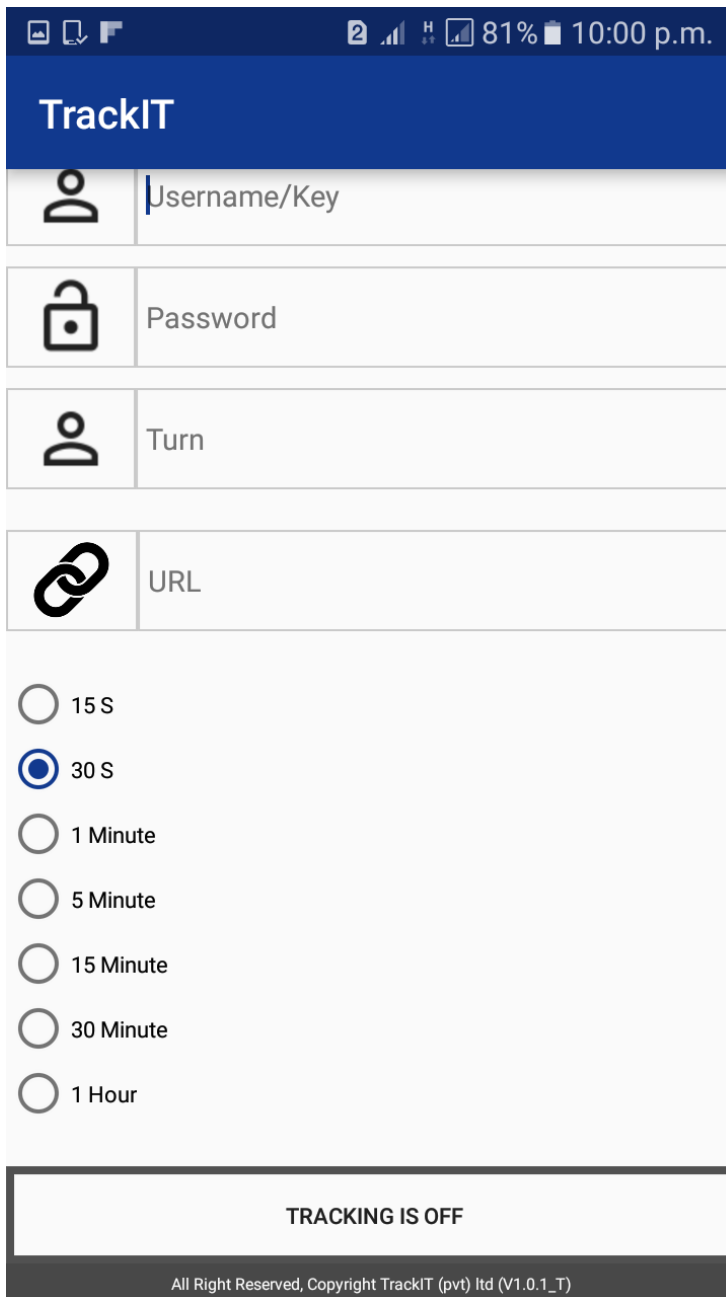 2 H 81% 10:00 p.m.
TrackIT
Username/Key
Password
Turn
URL
15 S
30 S
1 Minute
5 Minute
15 Minute
30 Minute
1 Hour
TRACKING IS OFF
All Right Reserved, Copyright TrackIT (pvt) ltd (V1.0.1_T)